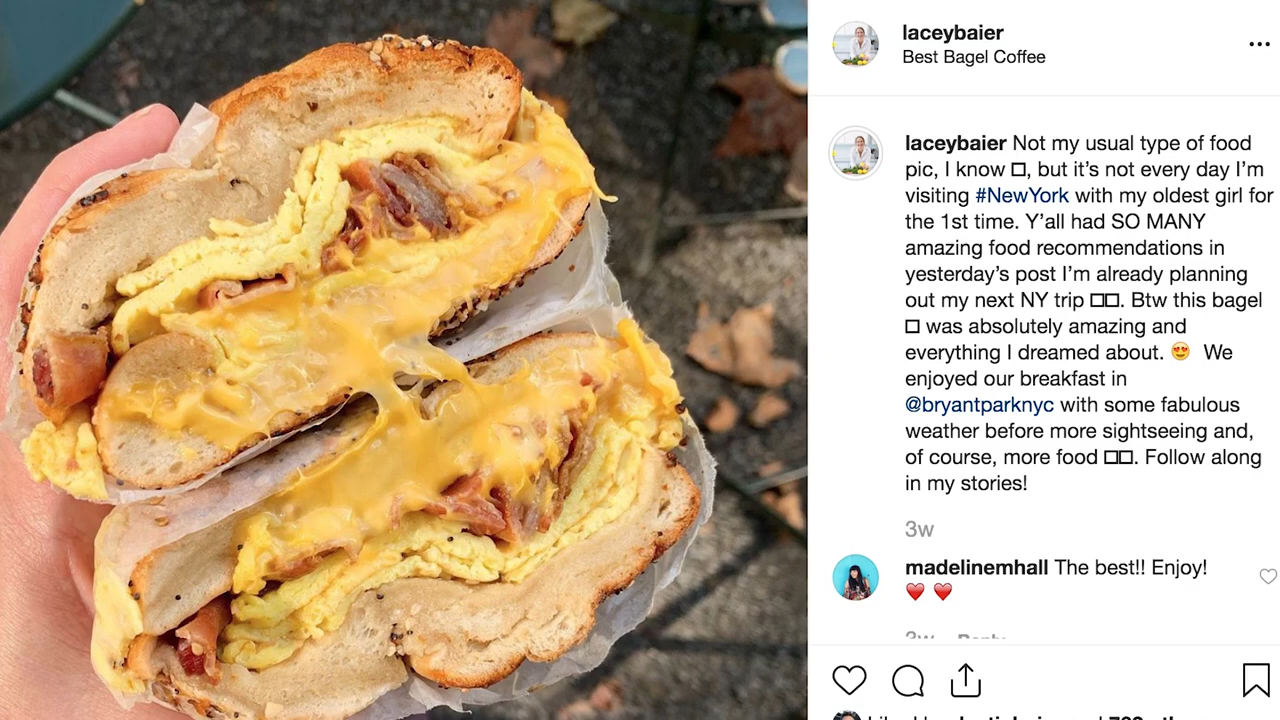 laceybaier
Best Bagel Coffee
laceybaier Not my usual type of food
pic, I know □, but it’s not every day I’m
visiting #NewYork with my oldest girl for
the 1st time. Y’all had SO MANY
amazing food recommendations in
yesterday’s post I’m already planning
out my next NY trip □□. Btw this bagel
□ was absolutely amazing and
everything I dreamed about. 😍 We
enjoyed our breakfast in
@bryantparknyc with some fabulous
weather before more sightseeing and,
of course, more food □□. Follow along
in my stories!
3w
madelinemhall The best!! Enjoy!
❤️ ❤️
3w Reply